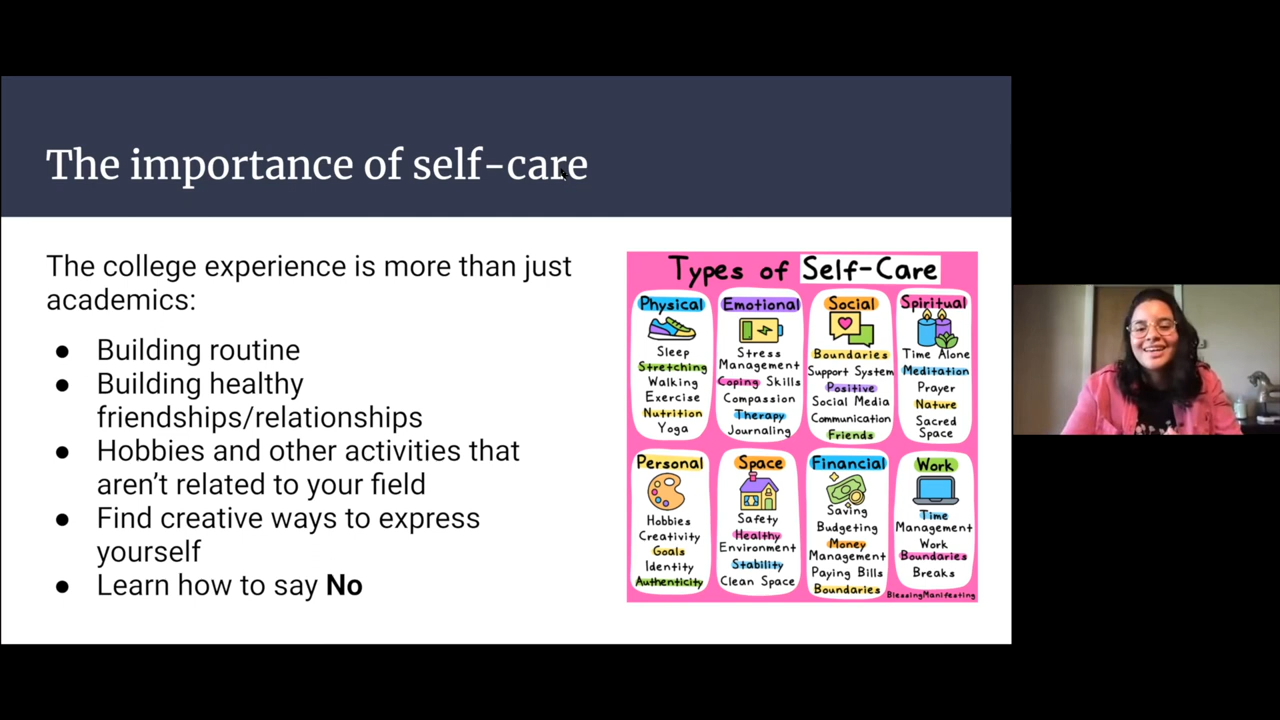 The importance of self-care
The college experience is more than just
academics:
● Building routine
● Building healthy
friendships/relationships
● Hobbies and other activities that
aren't related to your field
● Find creative ways to express
yourself
● Learn how to say No
Types of Self-Care
Physical
Sleep
Stretching
Walking
Exercise
Nutrition
Yoga
Emotional
Stress
Management
Coping Skills
Compassion
Therapy
Journaling
Social
Boundaries
Support System
Positive
Social Media
Communication
Friends
Spiritual
Time Alone
Meditation
Prayer
Nature
Sacred
Space
Personal
Hobbies
Creativity
Goals
Identity
Authenticity
Space
Safety
Healthy
Environment
Stability
Clean Space
Financial
Saving
Budgeting
Money
Management
Paying Bills
Boundaries
Work
Time
Management
Work
Boundaries
Breaks
BlessingManifesting